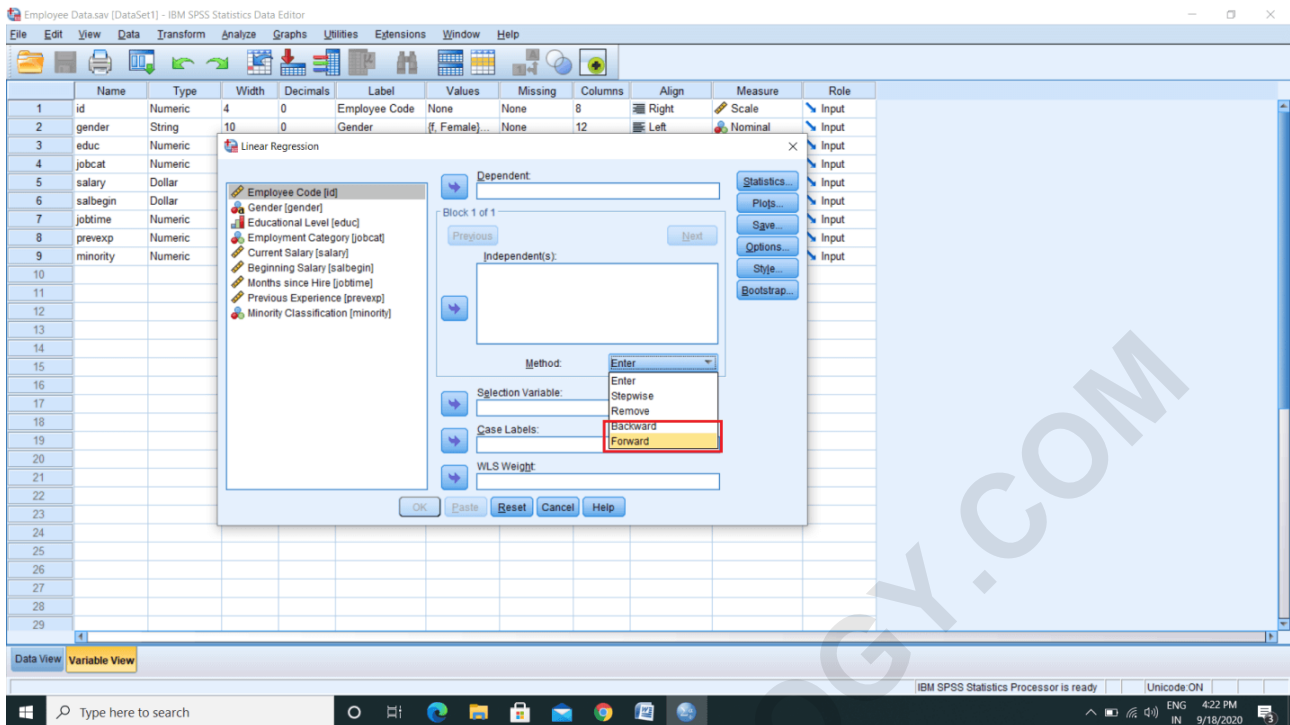 Employee Data.sav [DataSet1] - IBM SPSS Statistics Data Editor
File Edit View Data Transform Analyze Graphs Utilities Extensions Window Help
Name Type Width Decimals Label Values Missing Columns Align Measure Role
1 id Numeric 4 0 Employee Code None None 8 Right Scale Input
2 gender String 10 0 Gender {f, Female}... None 12 Left Nominal Input
3 educ Numeric Input
4 jobcat Numeric Input
5 salary Dollar Input
6 salbegin Dollar Input
7 jobtime Numeric Input
8 prevexp Numeric Input
9 minority Numeric Input
10
11
12
13
14
15
16
17
18
19
20
21
22
23
24
25
26
27
28
29
Linear Regression
Employee Code [id]
Gender [gender]
Educational Level [educ]
Employment Category [jobcat]
Current Salary [salary]
Beginning Salary [salbegin]
Months since Hire [jobtime]
Previous Experience [prevexp]
Minority Classification [minority]
Dependent:
Block 1 of 1
Previous Next
Independent(s):
Method: Enter
Enter
Stepwise
Remove
Backward
Forward
Selection Variable:
Case Labels:
WLS Weight:
Statistics...
Plots...
Save...
Options...
Style...
Bootstrap...
OK Paste Reset Cancel Help
Data View Variable View
IBM SPSS Statistics Processor is ready Unicode:ON
Type here to search
ENG 4:22 PM
IN 9/18/2020
3
OGY.COM